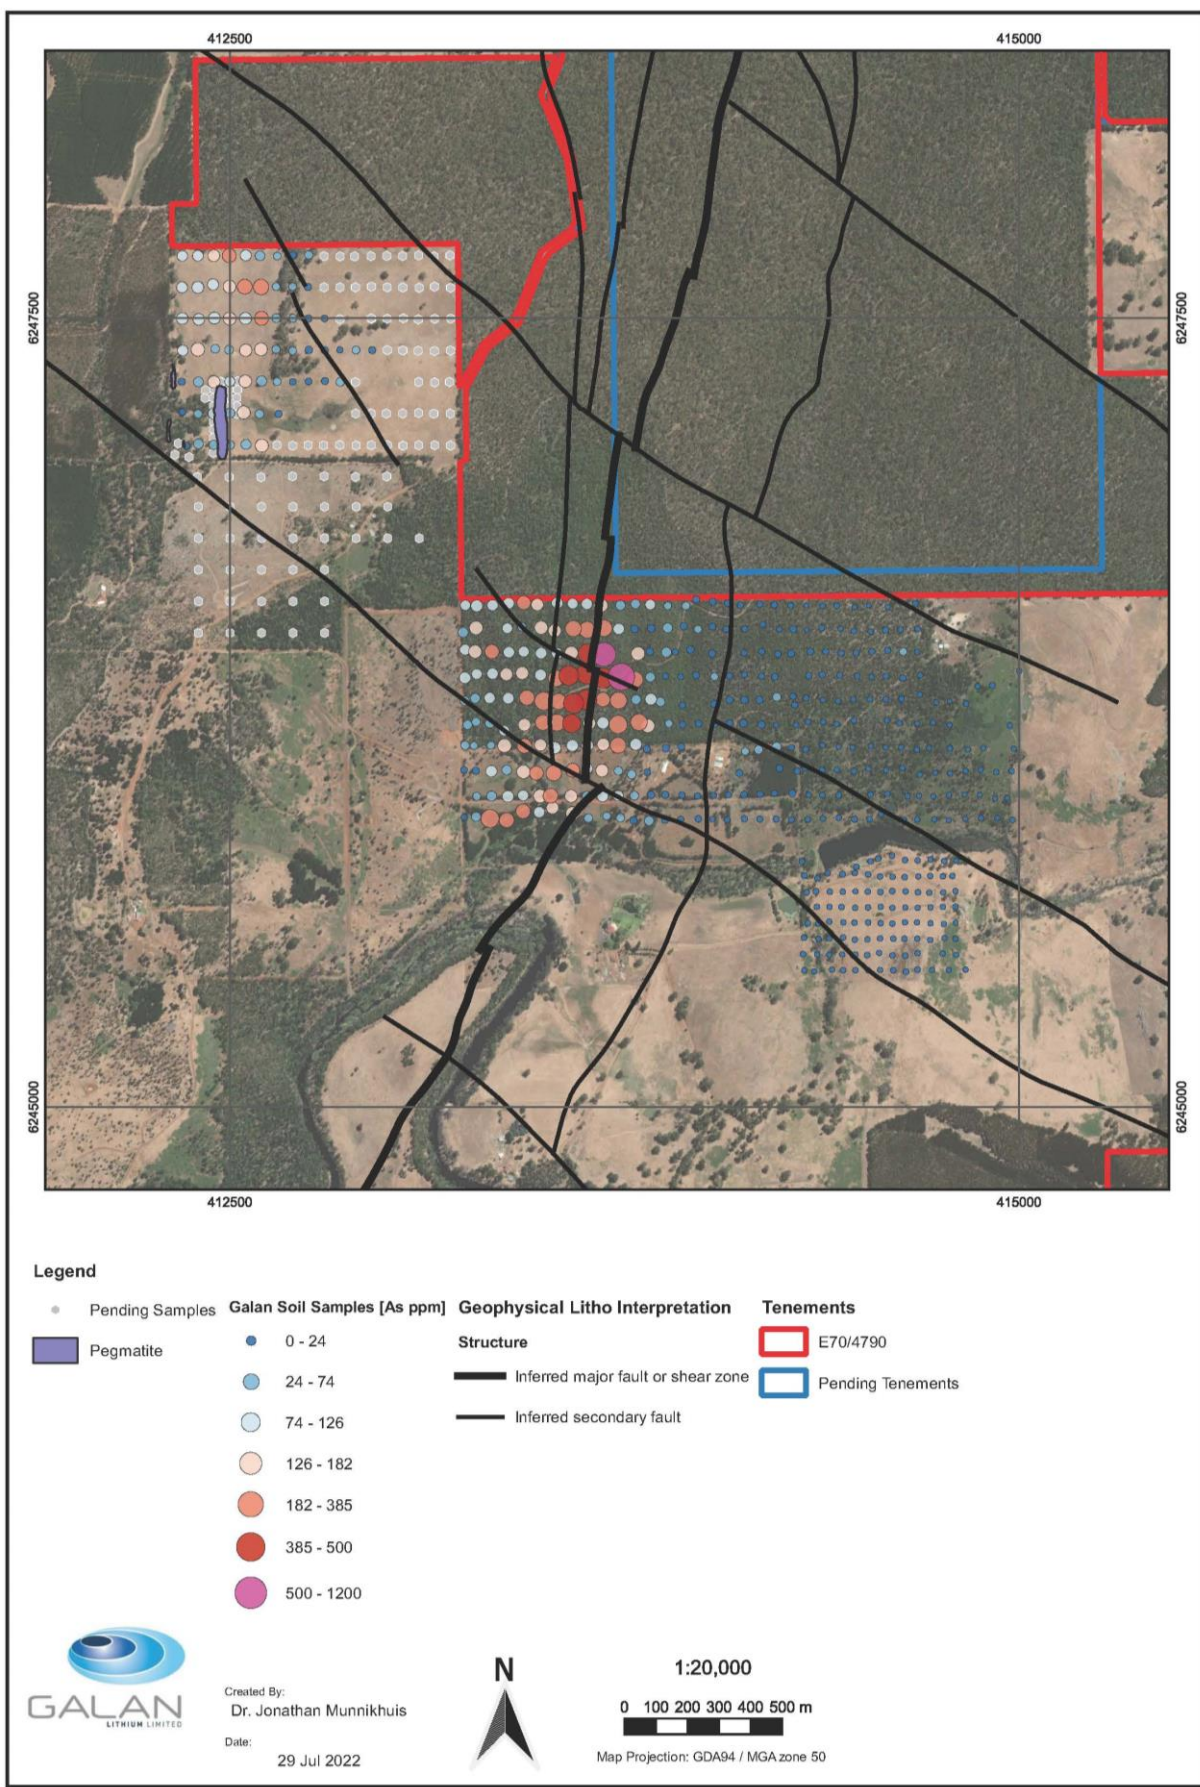 412500
415000
6247500
6247500
6245000
6245000
412500
415000
Legend
Pending Samples
Pegmatite
Galan Soil Samples [As ppm]
0 - 24
24 - 74
74 - 126
126 - 182
182 - 385
385 - 500
500 - 1200
Geophysical Litho Interpretation
Structure
Inferred major fault or shear zone
Inferred secondary fault
Tenements
E70/4790
Pending Tenements
GALAN
LITHIUM LIMITED
Created By:
Dr. Jonathan Munnikhuis
Date:
29 Jul 2022
N
1:20,000
0 100 200 300 400 500 m
Map Projection: GDA94 / MGA zone 50